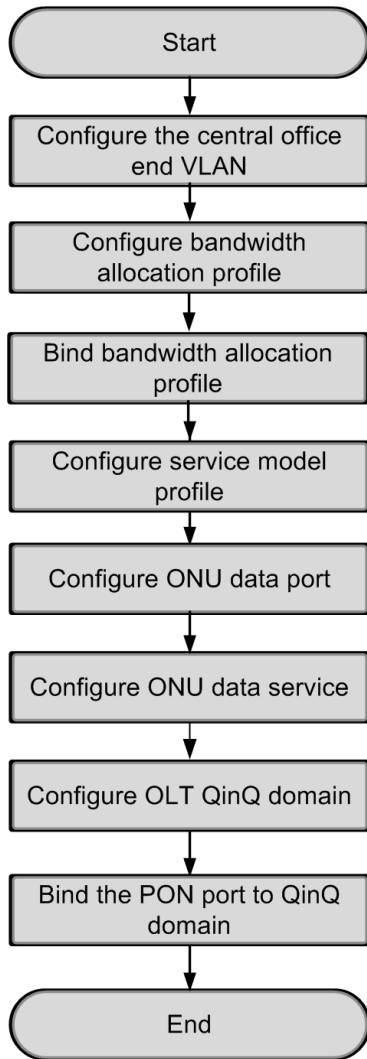 Start
Configure the central office
end VLAN
Configure bandwidth
allocation profile
Bind bandwidth allocation
profile
Configure service model
profile
Configure ONU data port
Configure ONU data service
Configure OLT QinQ domain
Bind the PON port to QinQ
domain
End